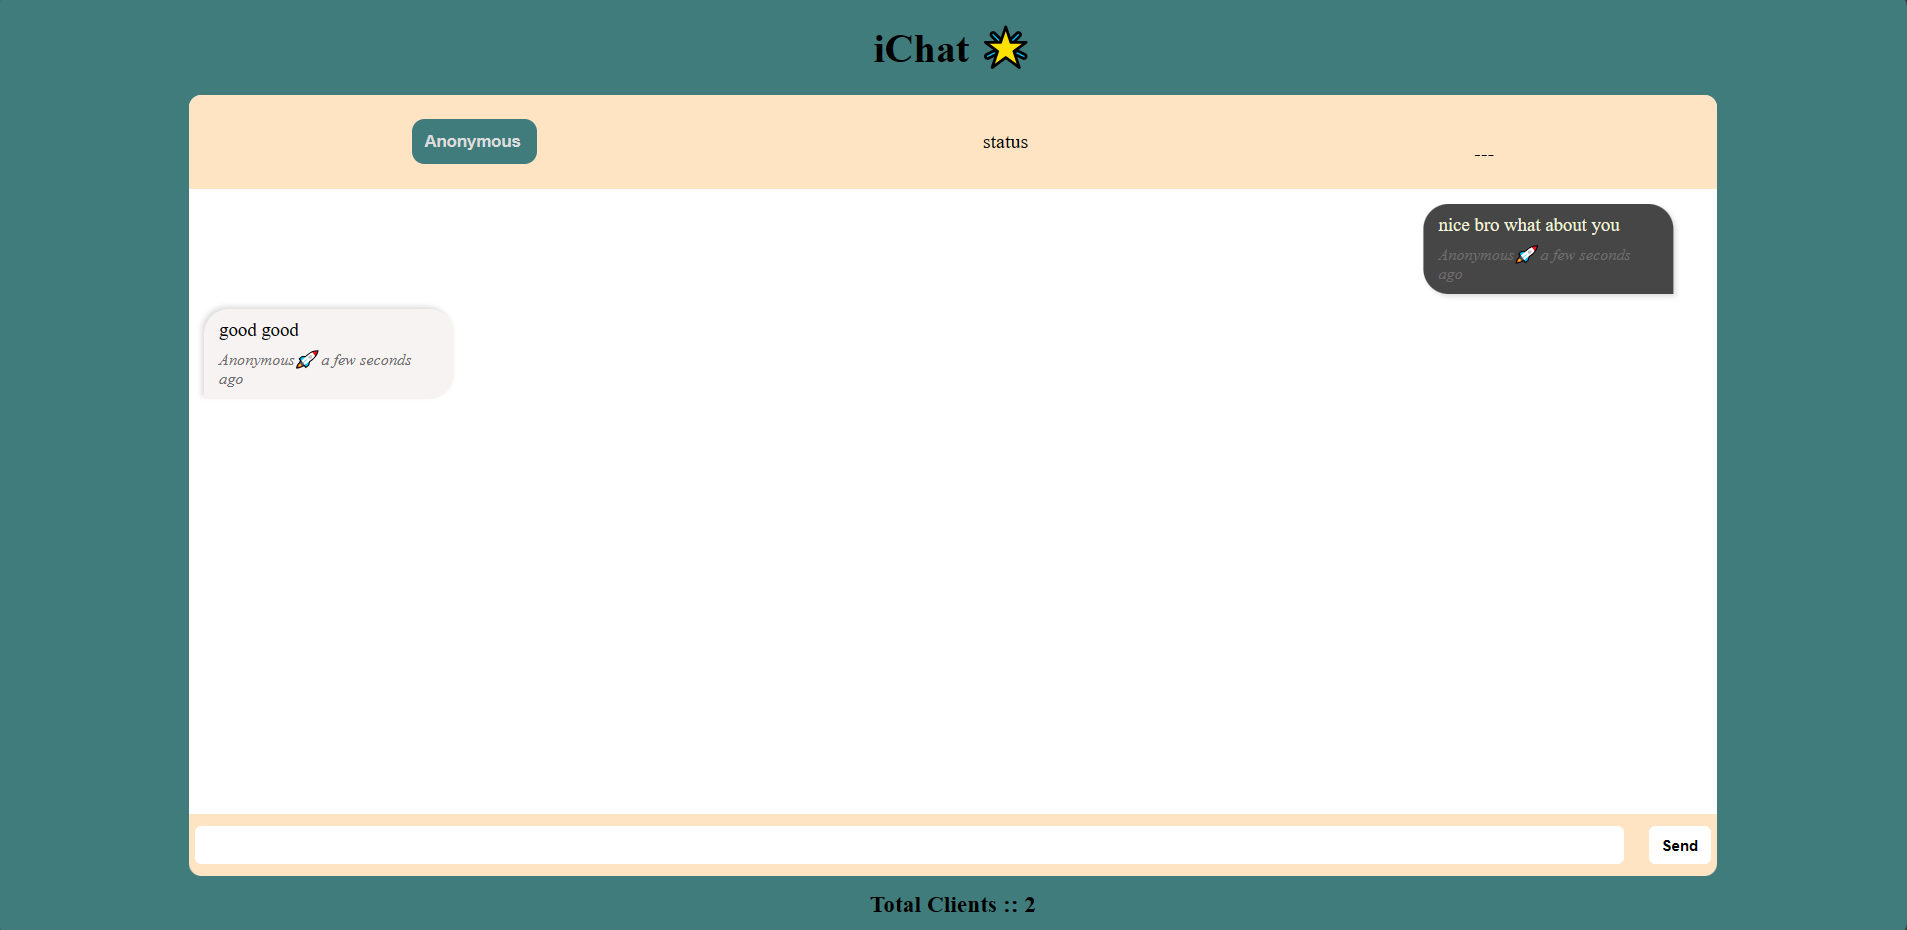 iChat 🌟
Anonymous
status
---
nice bro what about you
Anonymous🚀 a few seconds
ago
good good
Anonymous🚀 a few seconds
ago
Send
Total Clients :: 2